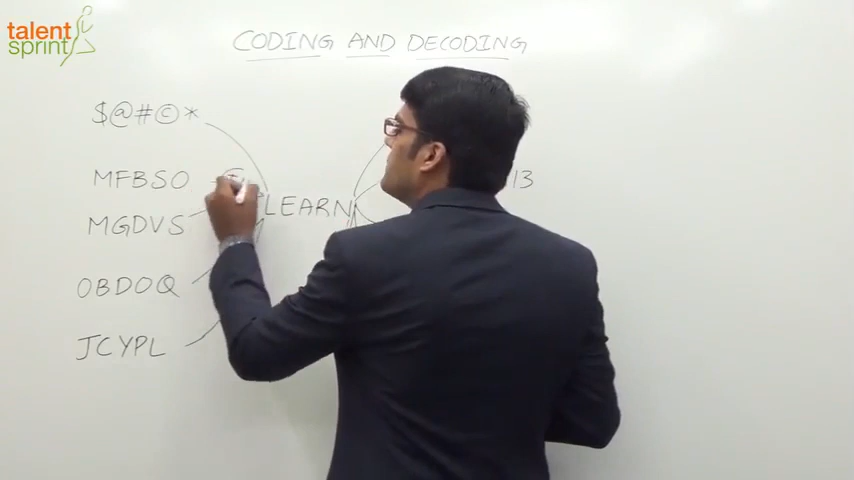 talent
sprint
CODING AND DECODING
$@#©*
MFBSO
LEARN
13
MGDVS
OBDOQ
JCYPL